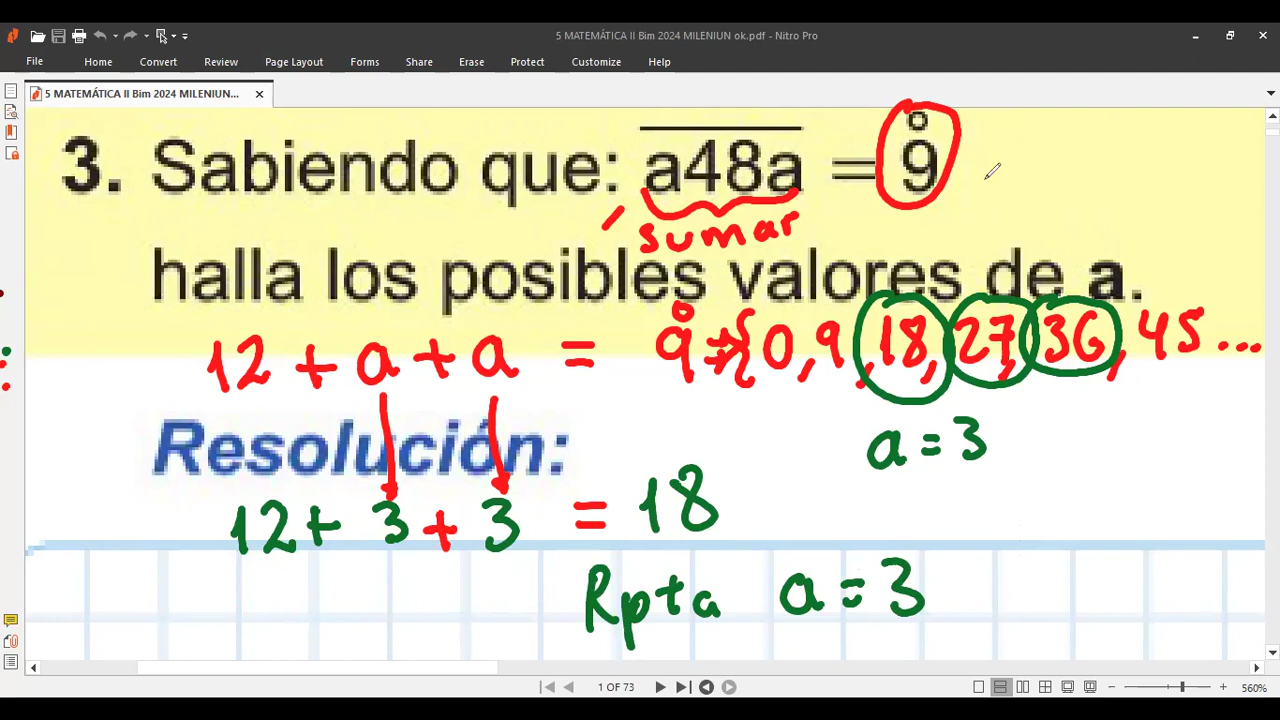 5 MATEMÁTICA II Bim 2024 MILENIUN ok.pdf - Nitro Pro
File Home Convert Review Page Layout Forms Share Erase Protect Customize Help
5 MATEMÁTICA II Bim 2024 MILENIUN...
3. Sabiendo que: a48a = 9̊
sumar
halla los posibles valores de a.
12 + a + a = 9̊ ÷ {0, 9, 18, 27, 36, 45...
Resolución:
a = 3
12 + 3 + 3 = 18
Rpta a = 3
1 OF 73
560%